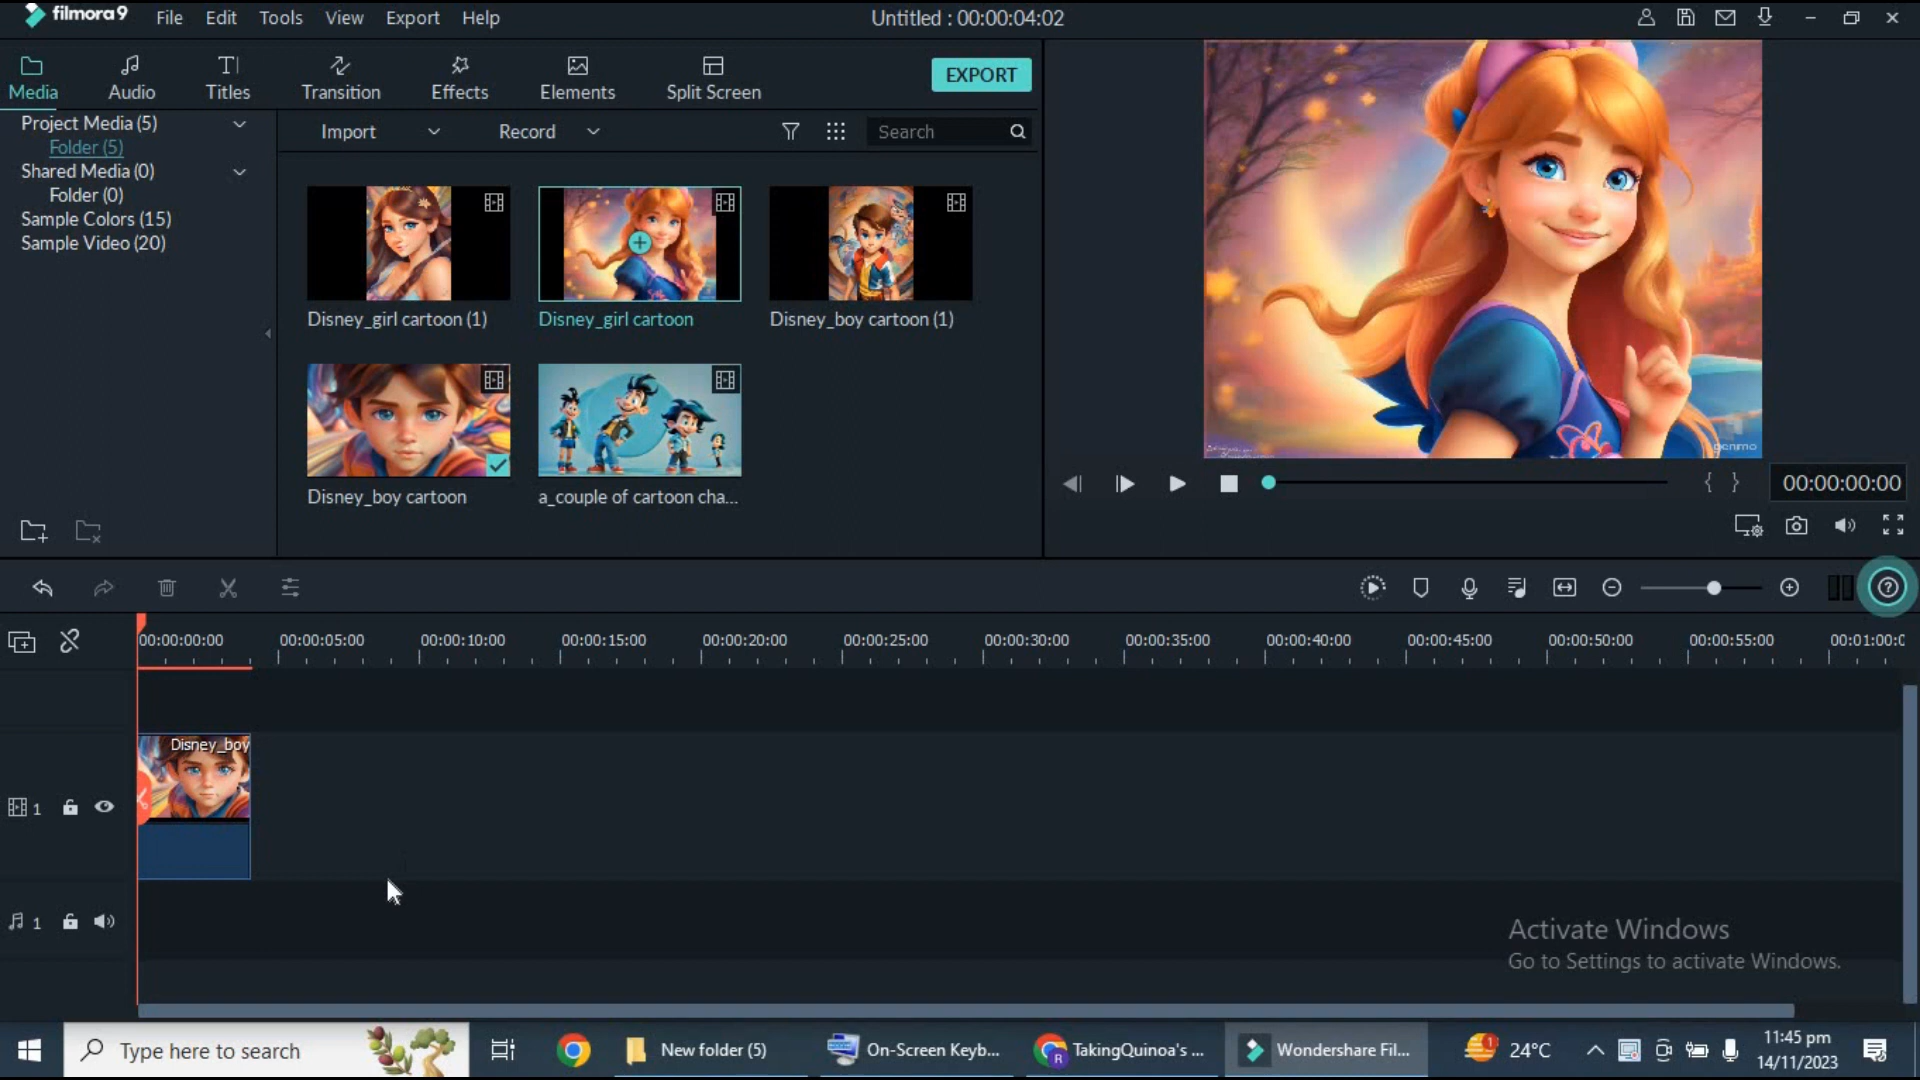 filmora9 File Edit Tools View Export Help Untitled : 00:00:04:02
Media Audio Titles Transition Effects Elements Split Screen EXPORT
Project Media (5)
Folder (5)
Shared Media (0)
Folder (0)
Sample Colors (15)
Sample Video (20)
Import Record Search
Disney_girl cartoon (1) Disney_girl cartoon Disney_boy cartoon (1)
Disney_boy cartoon a_couple of cartoon cha...
genmo
00:00:00:00
00:00:00:00 00:00:05:00 00:00:10:00 00:00:15:00 00:00:20:00 00:00:25:00 00:00:30:00 00:00:35:00 00:00:40:00 00:00:45:00 00:00:50:00 00:00:55:00 00:01:00:0
Disney_boy
1
1
Activate Windows
Go to Settings to activate Windows.
Type here to search New folder (5) On-Screen Keyb... R TakingQuinoa's ... Wondershare Fil... 1 24°C 11:45 pm
14/11/2023